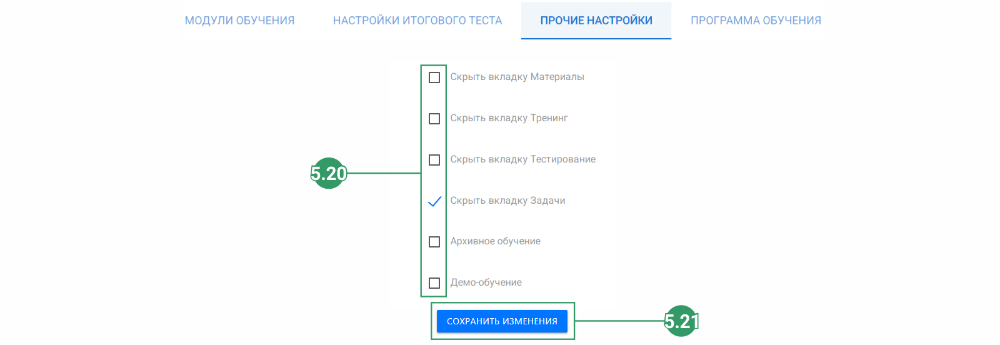 МОДУЛИ ОБУЧЕНИЯ НАСТРОЙКИ ИТОГОВОГО ТЕСТА ПРОЧИЕ НАСТРОЙКИ ПРОГРАММА ОБУЧЕНИЯ
Скрыть вкладку Материалы
Скрыть вкладку Тренинг
Скрыть вкладку Тестирование
5.20
Скрыть вкладку Задачи
Архивное обучение
Демо-обучение
СОХРАНИТЬ ИЗМЕНЕНИЯ 5.21